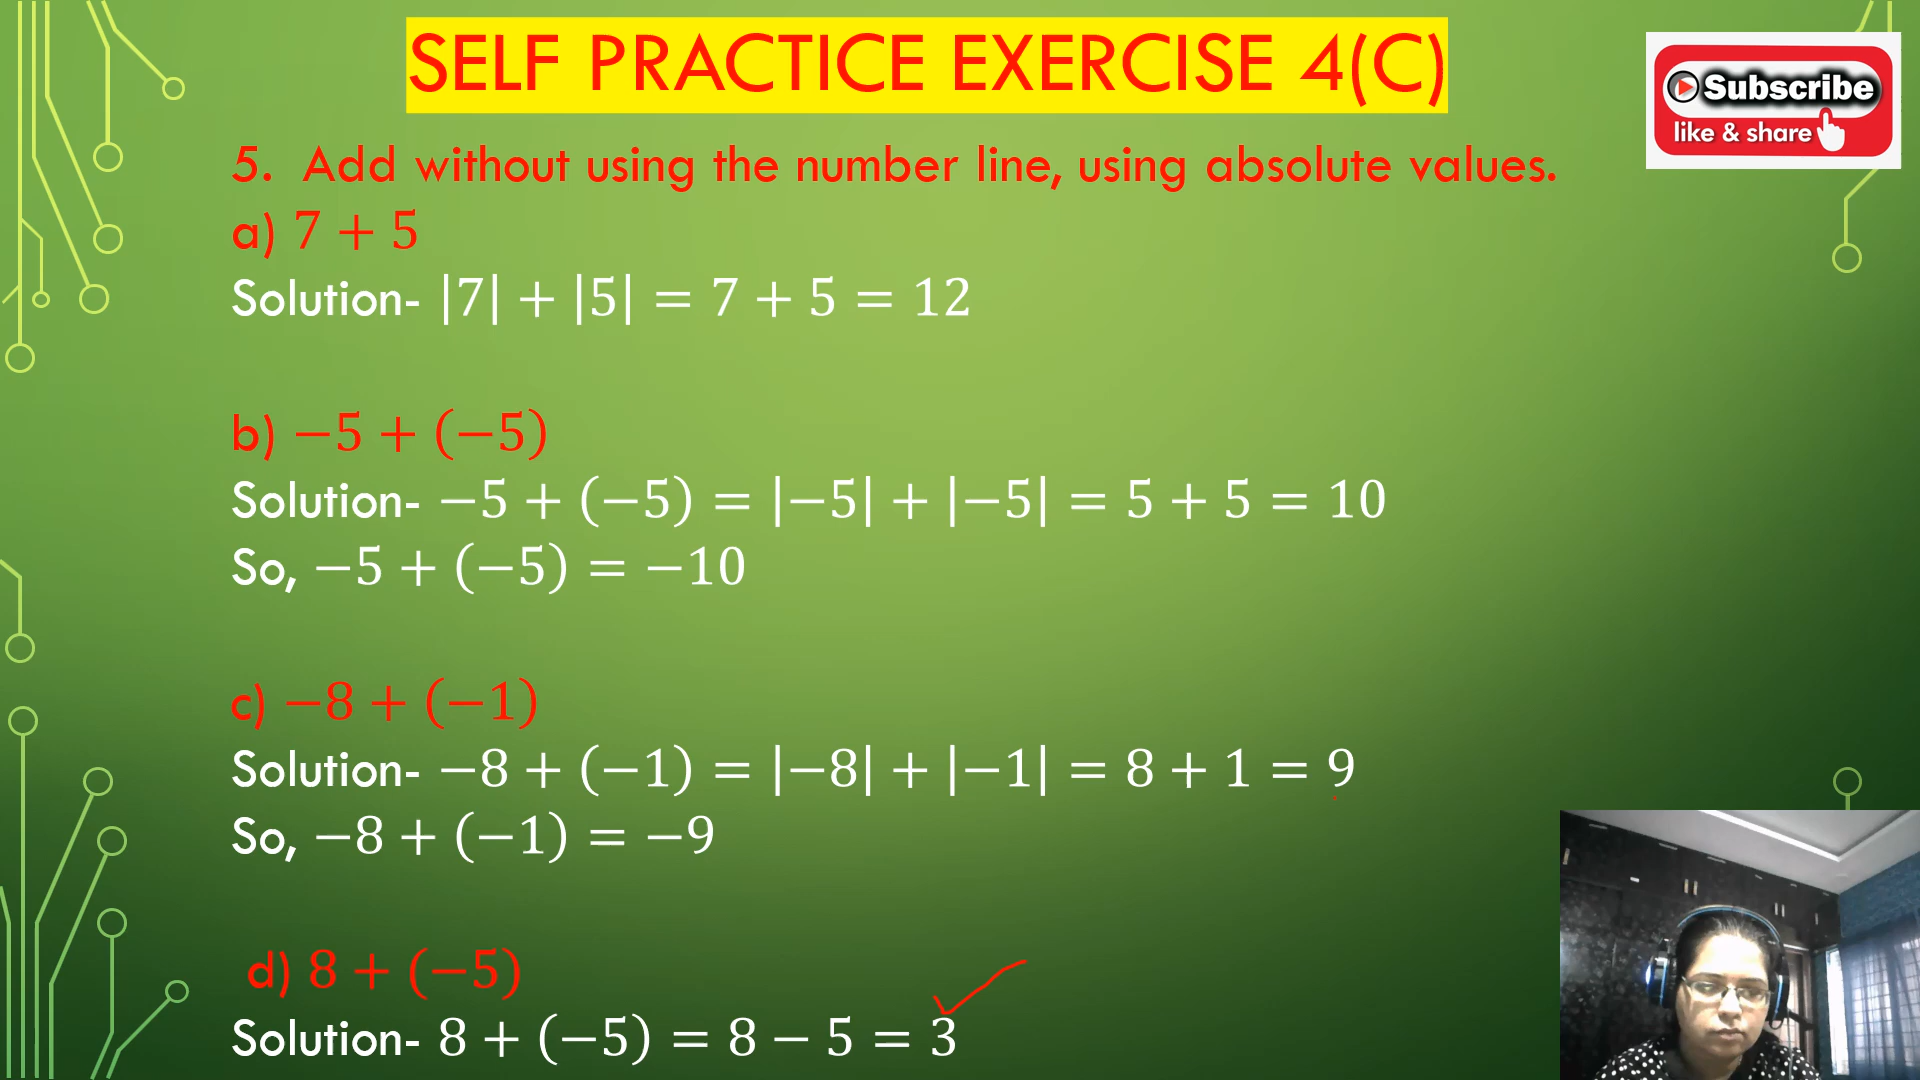 SELF PRACTICE EXERCISE 4(C)
Subscribe
like & share
5. Add without using the number line, using absolute values.
a) 7 + 5
Solution- |7| + |5| = 7 + 5 = 12
b) −5 + (−5)
Solution- −5 + (−5) = |−5| + |−5| = 5 + 5 = 10
So, −5 + (−5) = −10
c) −8 + (−1)
Solution- −8 + (−1) = |−8| + |−1| = 8 + 1 = 9
So, −8 + (−1) = −9
d) 8 + (−5)
Solution- 8 + (−5) = 8 − 5 = 3